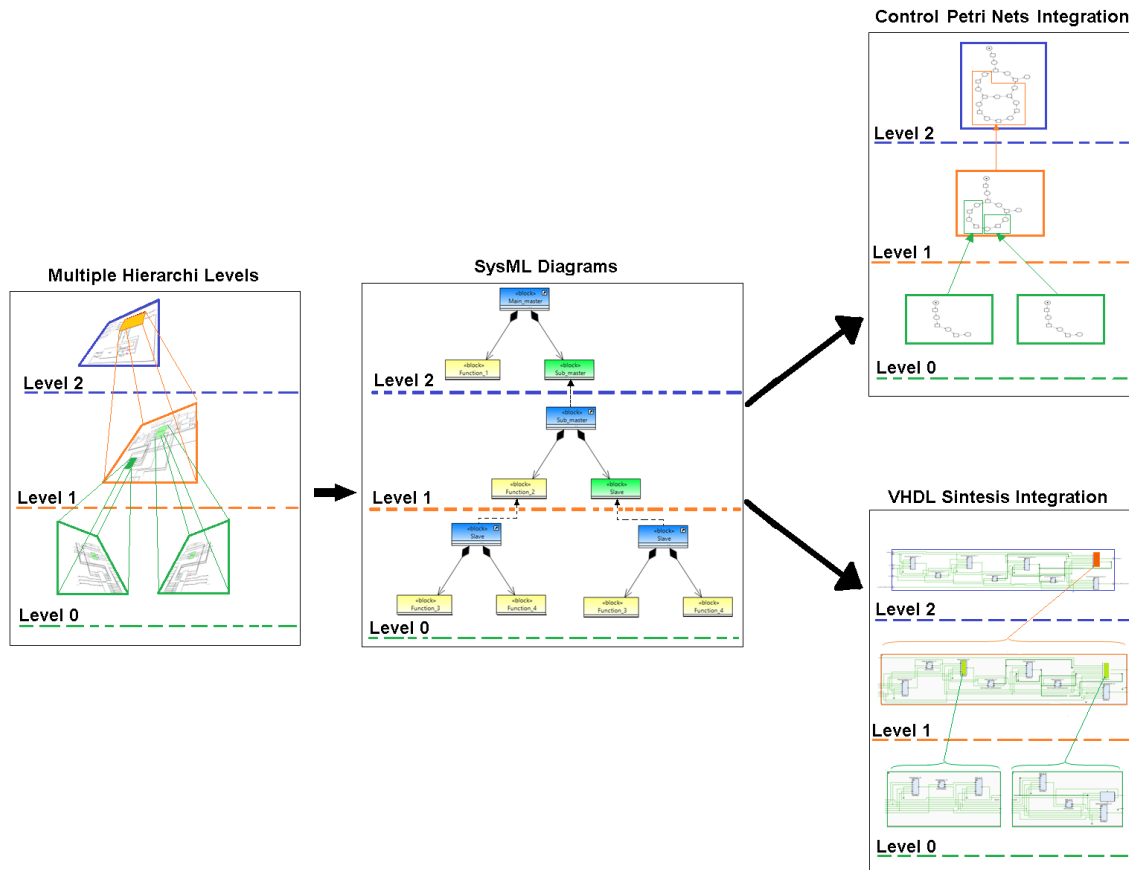 Control Petri Nets Integration
Level 2
Level 1
Level 0
Multiple Hierarchi Levels
Level 2
Level 1
Level 0
SysML Diagrams
«block»
Main_master
«block»
Function_1
«block»
Sub_master
Level 2
«block»
Sub_master
«block»
Function_2
«block»
Slave
Level 1
«block»
Slave
«block»
Slave
«block»
Function_3
«block»
Function_4
«block»
Function_3
«block»
Function_4
Level 0
VHDL Sintesis Integration
Level 2
Level 1
Level 0